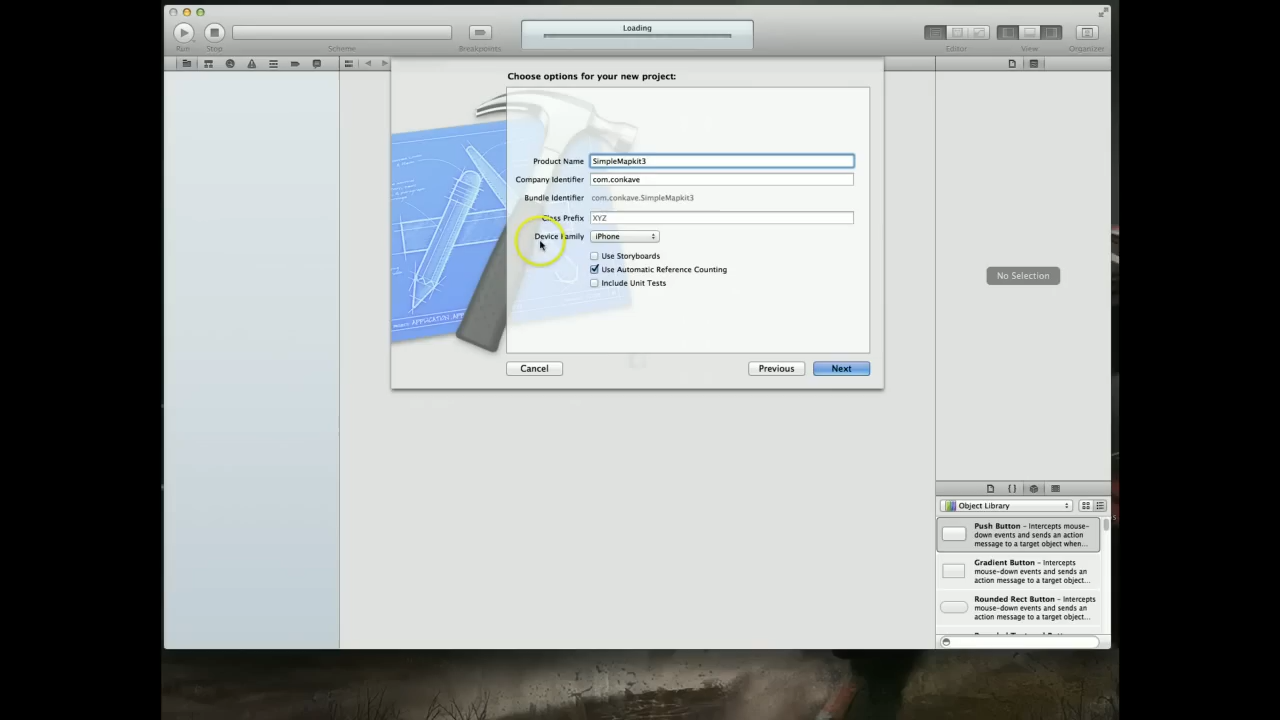 Loading
Run
Stop
Scheme
Breakpoints
Editor
View
Organizer
Choose options for your new project:
Product Name
SimpleMapkit3
Company Identifier
com.conkave
Bundle Identifier
com.conkave.SimpleMapkit3
Class Prefix
XYZ
Device Family
iPhone
Use Storyboards
Use Automatic Reference Counting
Include Unit Tests
Cancel
Previous
Next
No Selection
{ }
Object Library
Push Button - Intercepts mouse-
down events and sends an action
message to a target object when...
Gradient Button - Intercepts
mouse-down events and sends an
action message to a target object...
Rounded Rect Button - Intercepts
mouse-down events and sends an
action message to a target object...